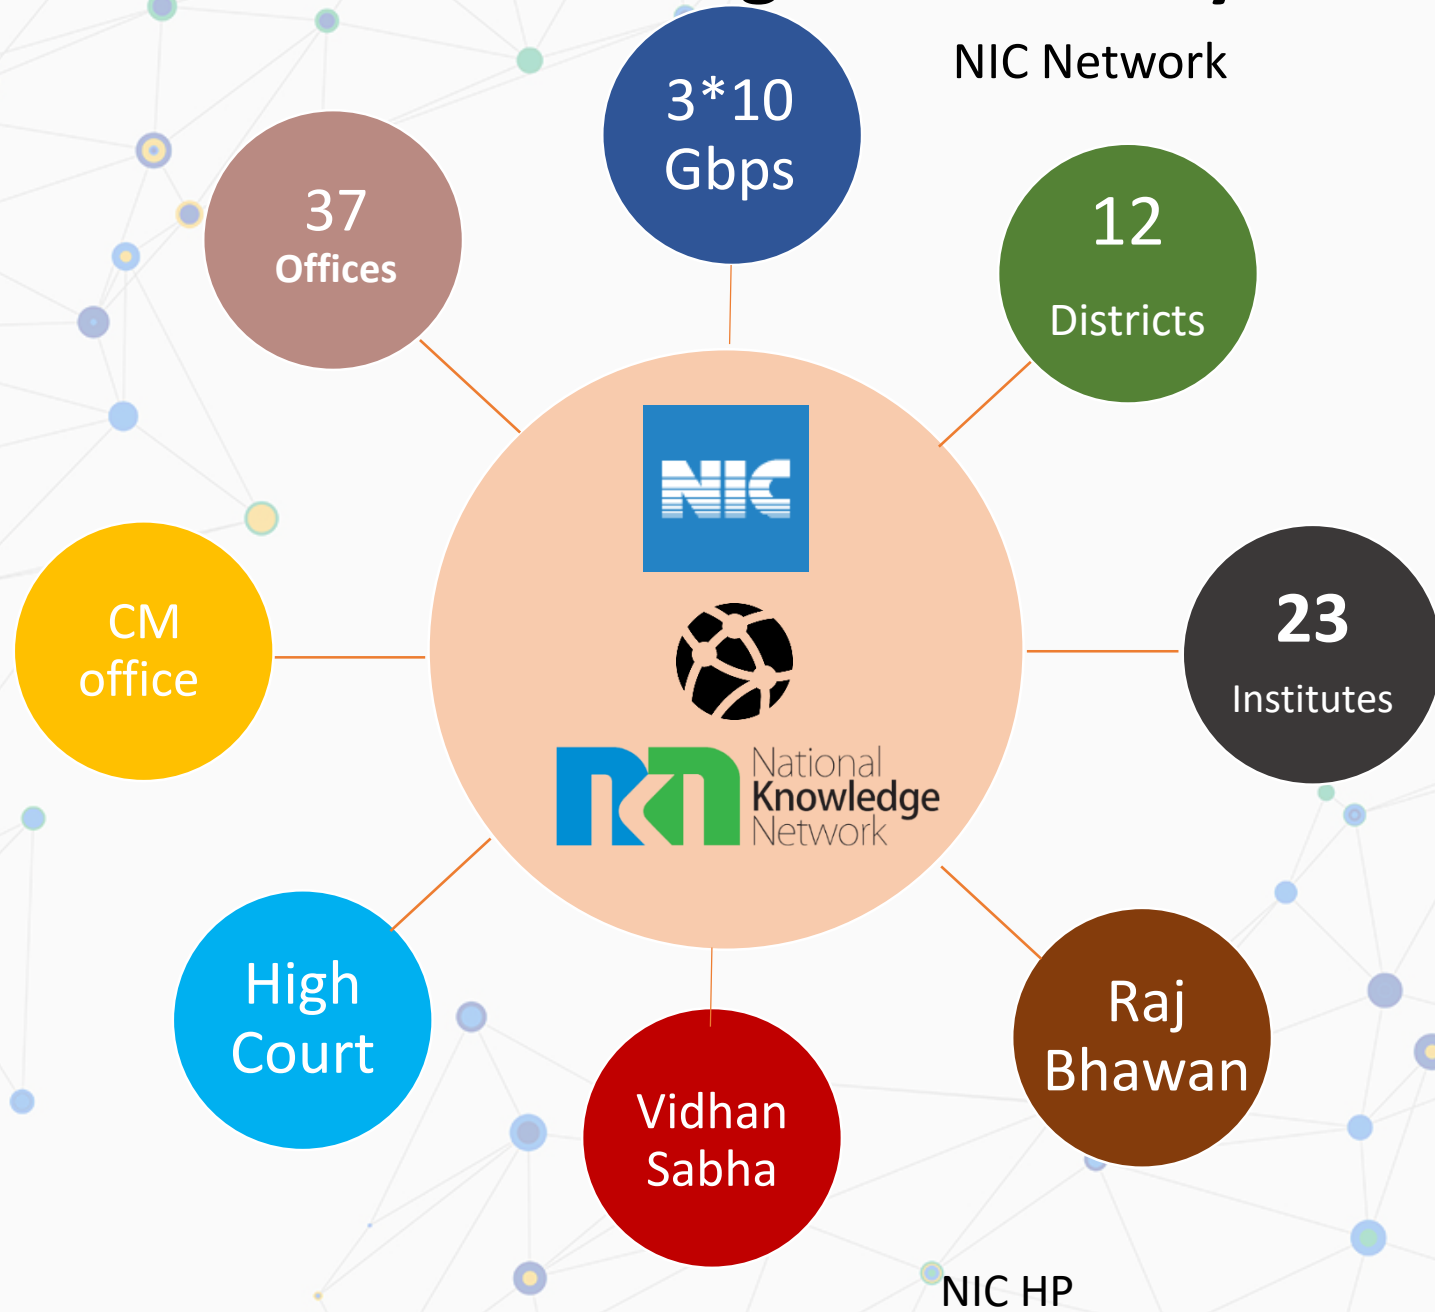 NIC Network
3*10
Gbps
12
Districts
37
Offices
NIC
CM
office
23
Institutes
National
Knowledge
Network
High
Court
Raj
Bhawan
Vidhan
Sabha
NIC HP